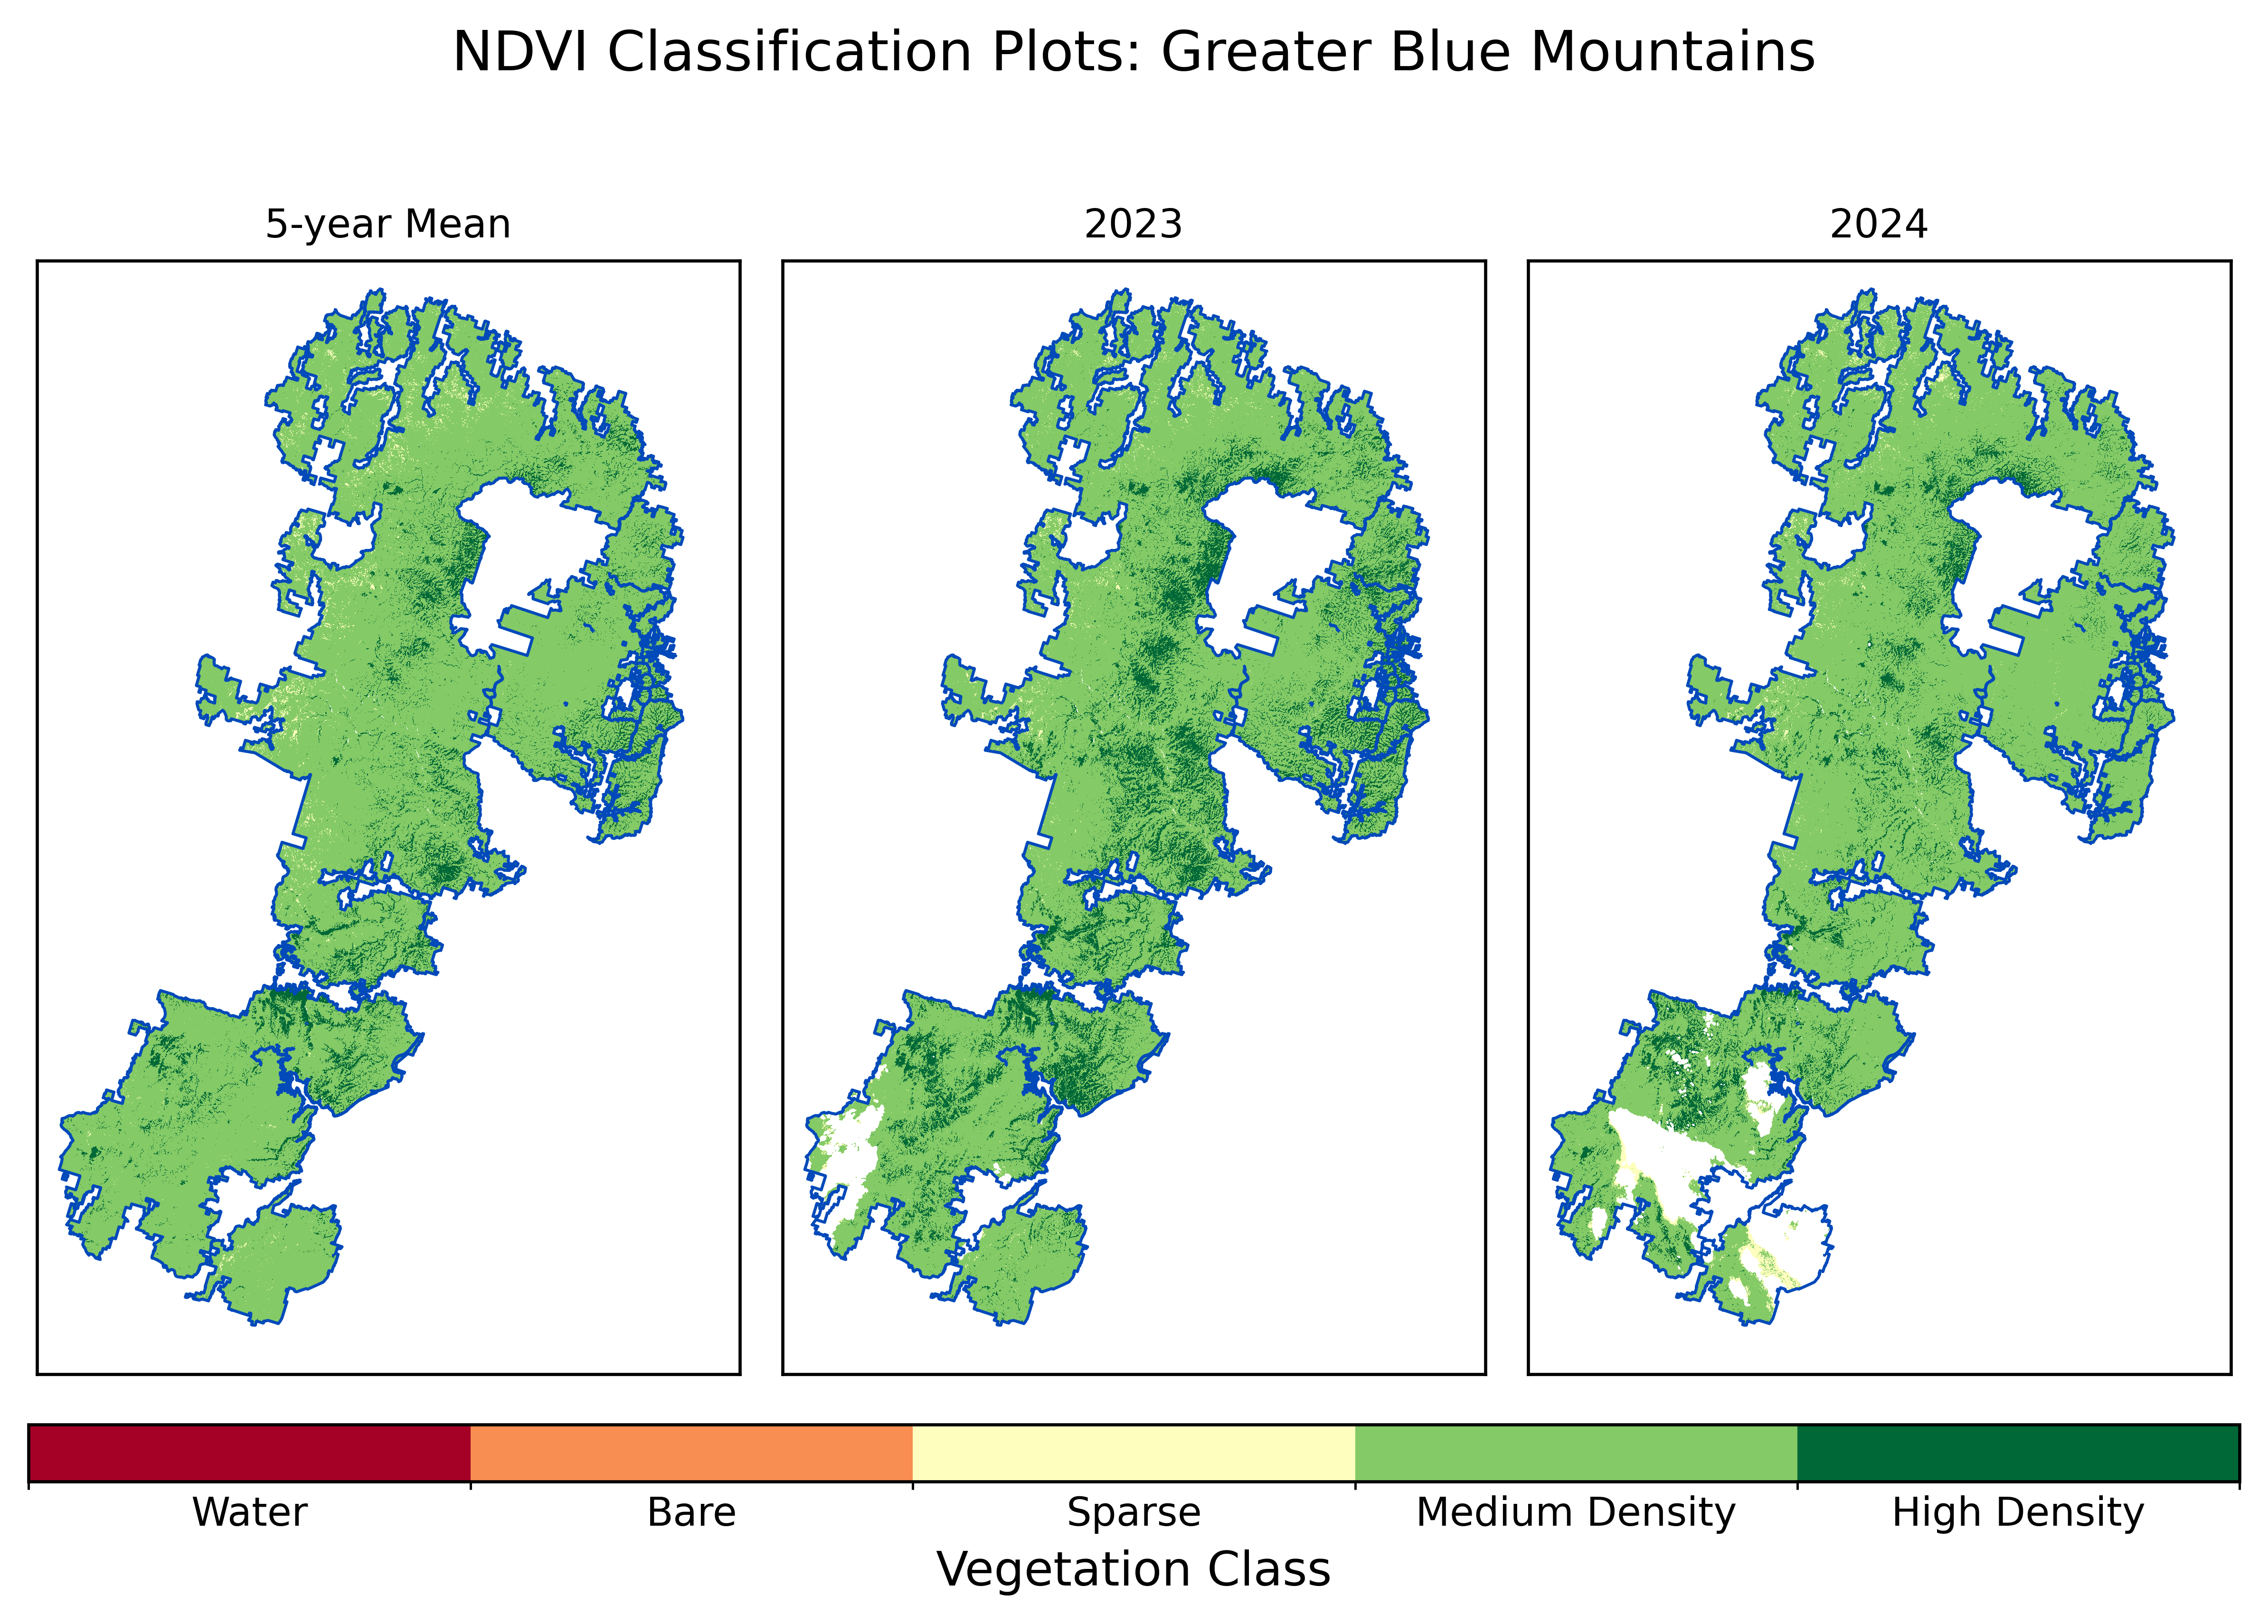 NDVI Classification Plots: Greater Blue Mountains
5-year Mean
2023
2024
Water
Bare
Sparse
Medium Density
High Density
Vegetation Class